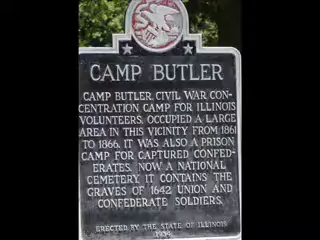 CAMP BUTLER
CAMP BUTLER, CIVIL WAR CON-
CENTRATION CAMP FOR ILLINOIS
VOLUNTEERS, OCCUPIED A LARGE
AREA IN THIS VICINITY FROM 1861
TO 1866. IT WAS ALSO A PRISON
CAMP FOR CAPTURED CONFED-
ERATES. NOW A NATIONAL
CEMETERY, IT CONTAINS THE
GRAVES OF 1642 UNION AND
CONFEDERATE SOLDIERS.
ERECTED BY THE STATE OF ILLINOIS
1934